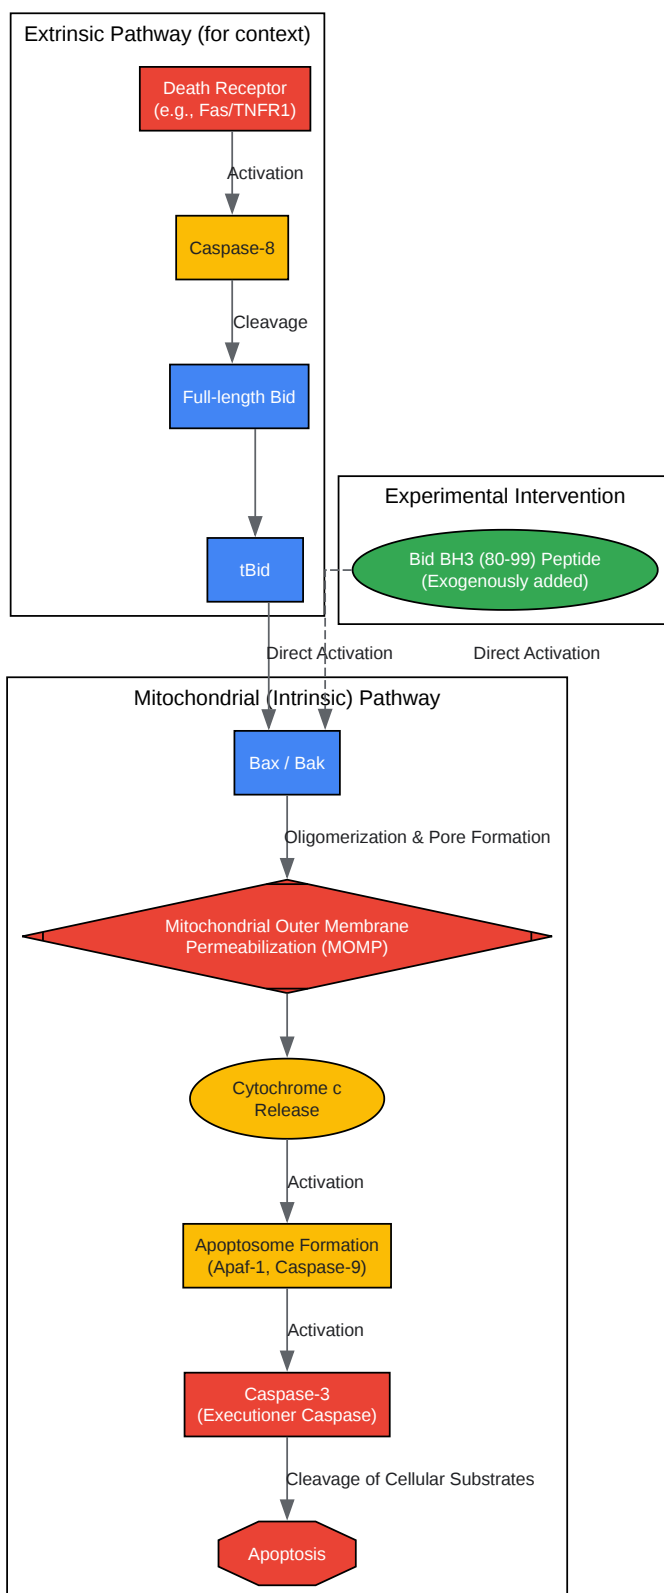 Extrinsic Pathway (for context)
Death Receptor
(e.g., Fas/TNFR1)
Activation
Caspase-8
Cleavage
Full-length Bid
Experimental Intervention
Bid BH3 (80-99) Peptide
(Exogenously added)
tBid
Direct Activation
Direct Activation
Mitochondrial (Intrinsic) Pathway
Bax / Bak
Oligomerization & Pore Formation
Mitochondrial Outer Membrane
Permeabilization (MOMP)
Cytochrome c
Release
Activation
Apoptosome Formation
(Apaf-1, Caspase-9)
Activation
Caspase-3
(Executioner Caspase)
Cleavage of Cellular Substrates
Apoptosis